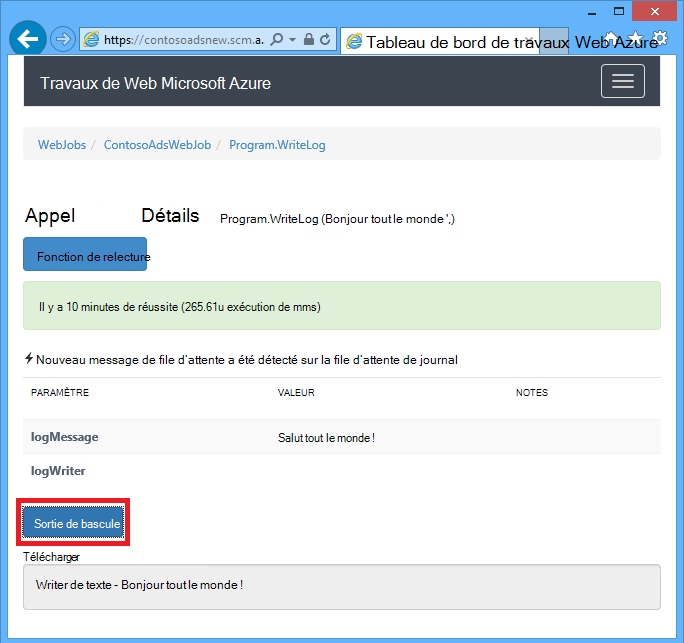 https://contosoadsnew.scm.a. Tableau de bord de travaux Web Azure
Travaux de Web Microsoft Azure
WebJobs / ContosoAdsWebJob / Program.WriteLog
Appel Détails Program.WriteLog (Bonjour tout le monde ',)
Fonction de relecture
Il y a 10 minutes de réussite (265.61u exécution de mms)
Nouveau message de file d'attente a été détecté sur la file d'attente de journal
PARAMÈTRE VALEUR NOTES
logMessage Salut tout le monde !
logWriter
Sortie de bascule
Télécharger
Writer de texte - Bonjour tout le monde !